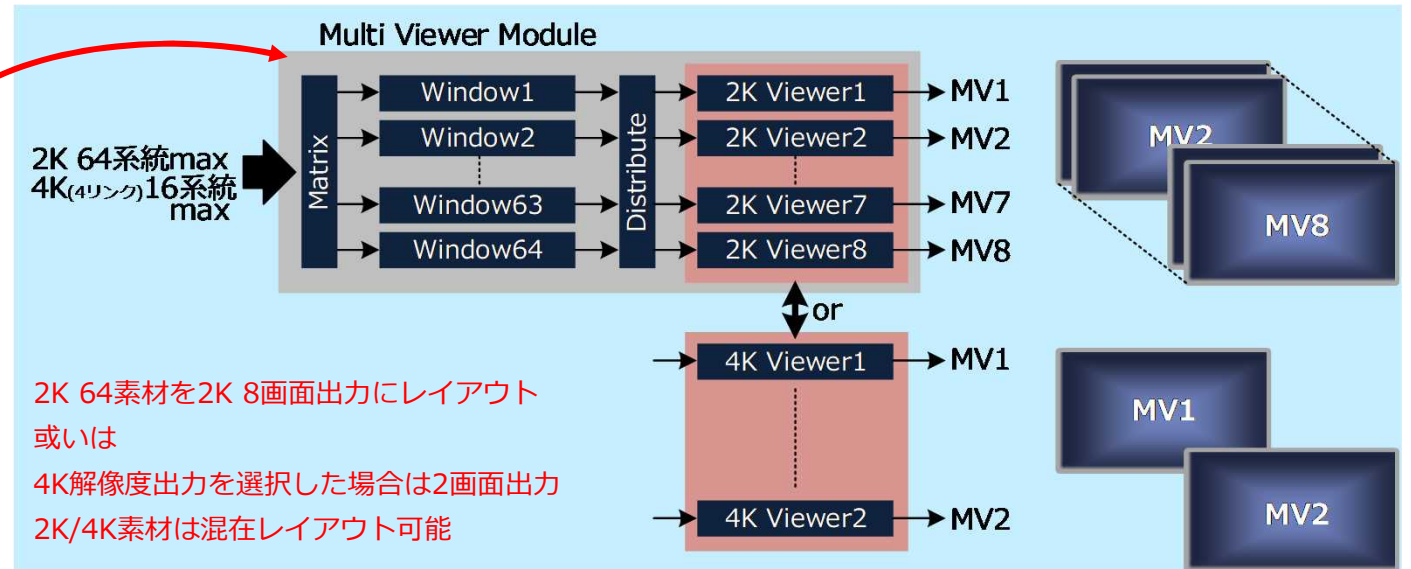 Multi Viewer Module
2K 64系統max
4K(4リンク)16系統
max
Matrix
Window1
Window2
Window63
Window64
Distribute
2K Viewer1
2K Viewer2
2K Viewer7
2K Viewer8
MV1
MV2
MV7
MV8
MV2
MV8
or
4K Viewer1
4K Viewer2
MV1
MV2
MV1
MV2
2K 64素材を2K 8画面出力にレイアウト
或いは
4K解像度出力を選択した場合は2画面出力
2K/4K素材は混在レイアウト可能